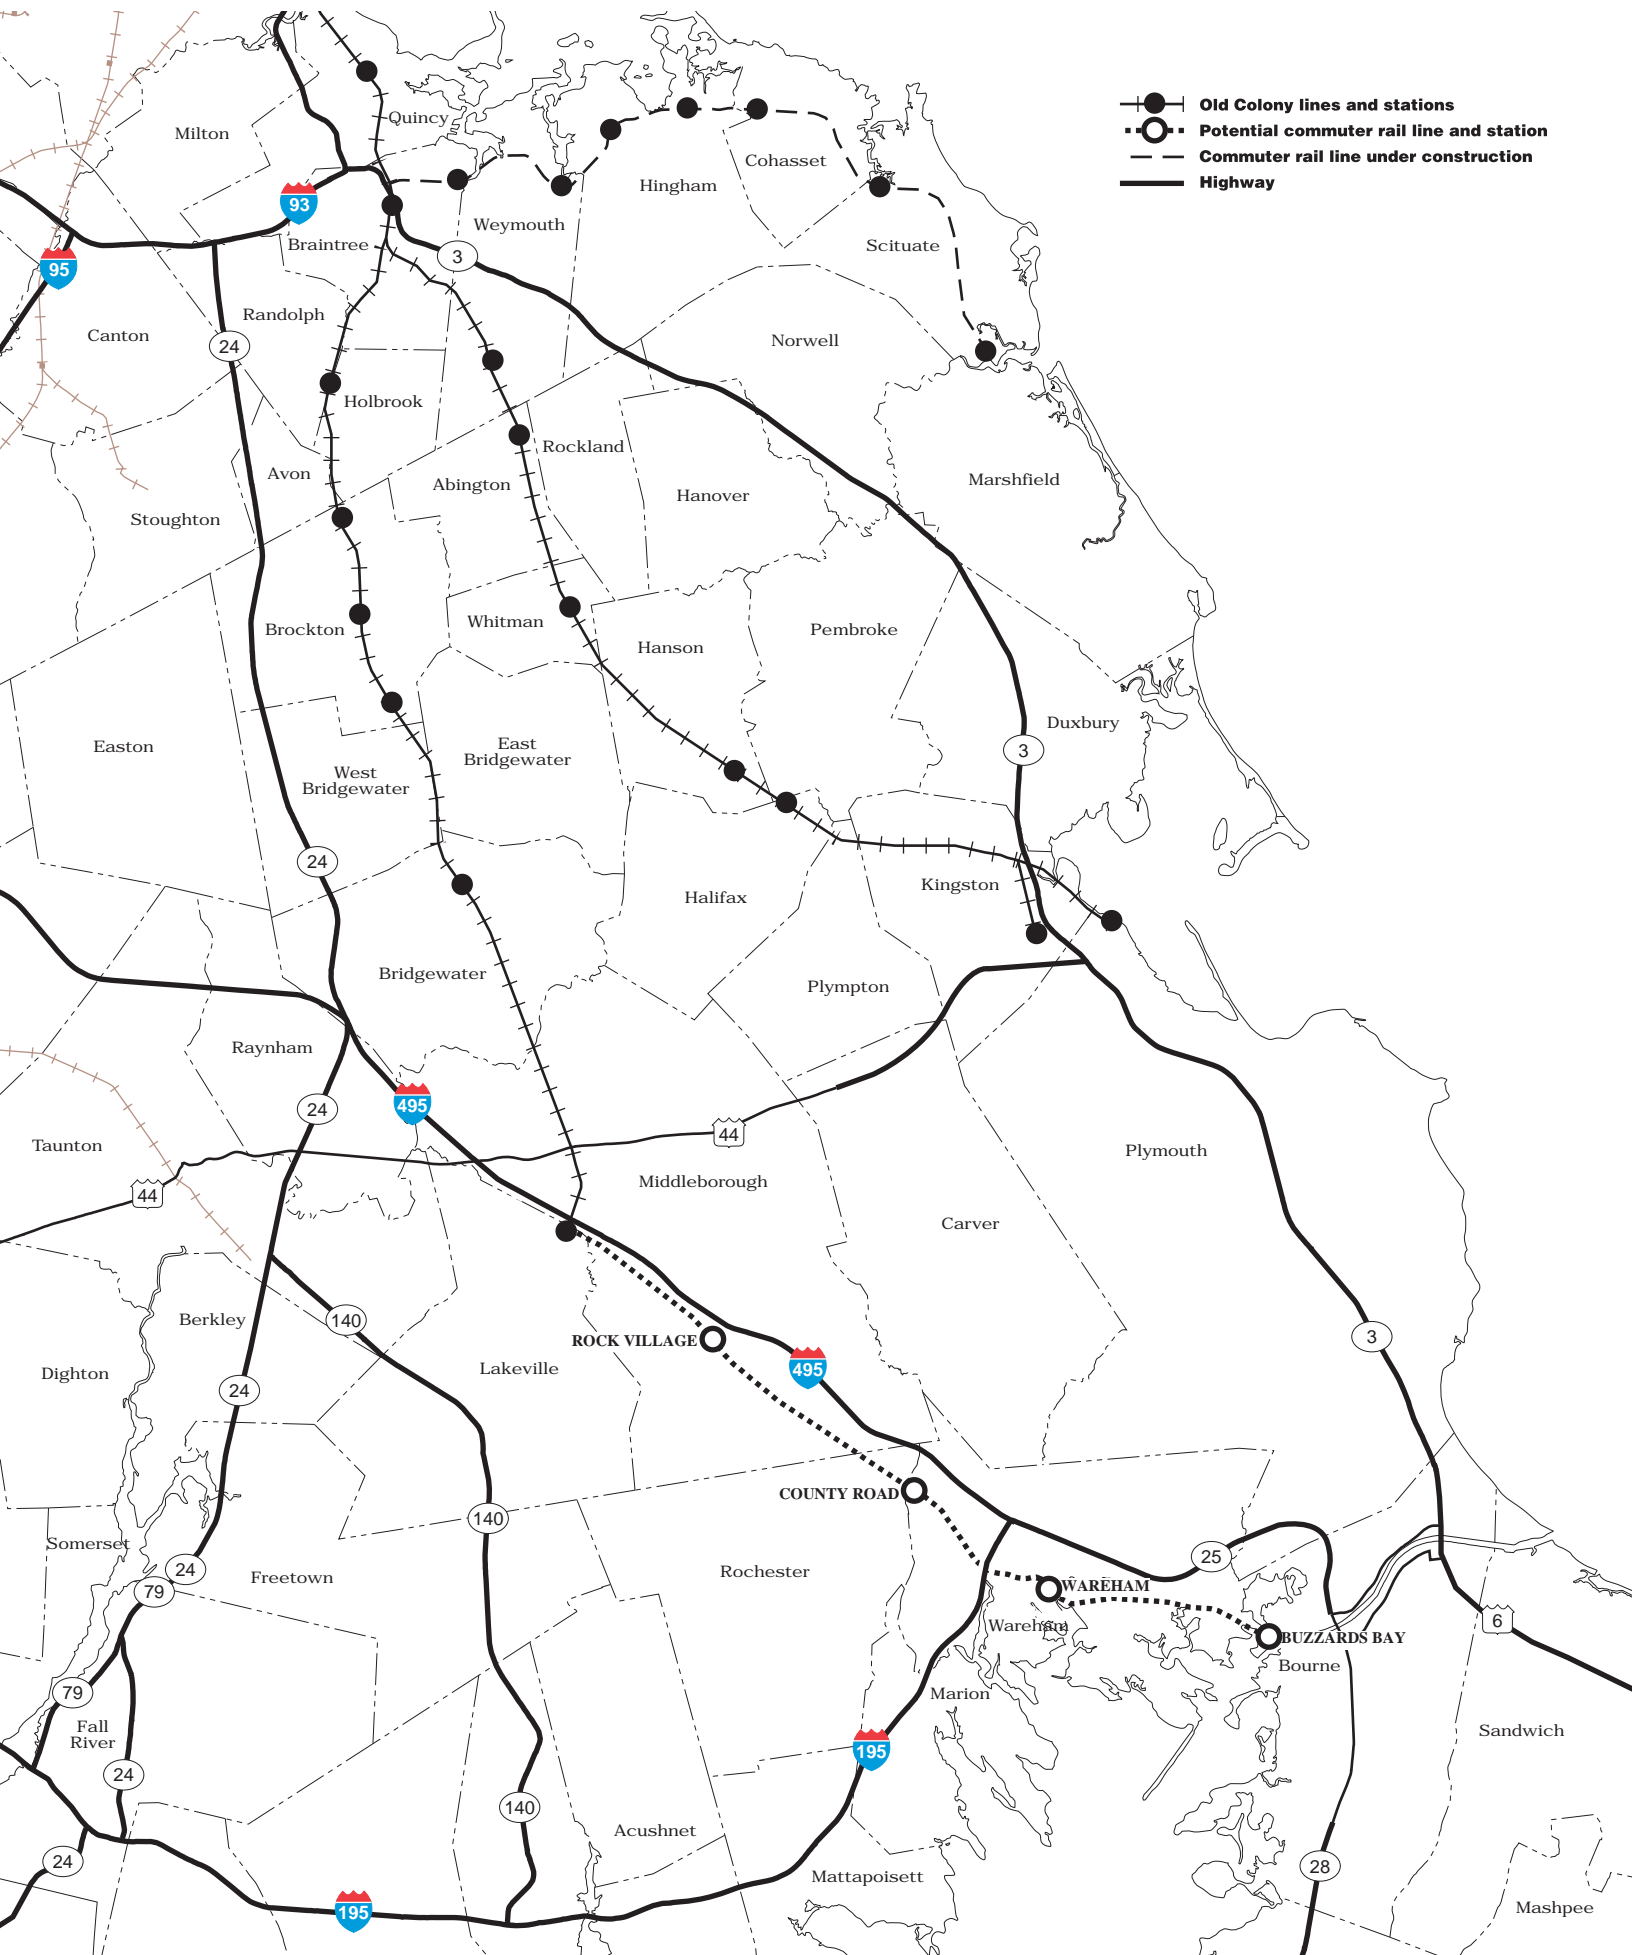 Old Colony lines and stations
Potential commuter rail line and station
Commuter rail line under construction
Highway
Quincy
Milton
Cohasset
Hingham
93
Weymouth
Braintree
Scituate
3
95
Randolph
Canton
24
Norwell
Holbrook
Rockland
Avon
Abington
Hanover
Marshfield
Stoughton
Brockton
Whitman
Hanson
Pembroke
Duxbury
Easton
East
Bridgewater
3
West
Bridgewater
24
Halifax
Kingston
Bridgewater
Plympton
Raynham
495
24
44
Taunton
Plymouth
Middleborough
44
Carver
Berkley
140
3
ROCK VILLAGE
Dighton
Lakeville
495
24
COUNTY ROAD
140
Somerset
24
25
Rochester
Freetown
79
WAREHAM
Wareham
6
BUZZARDS BAY
Bourne
79
Marion
Fall
River
Sandwich
195
24
140
Acushnet
24
28
Mattapoisett
195
Mashpee